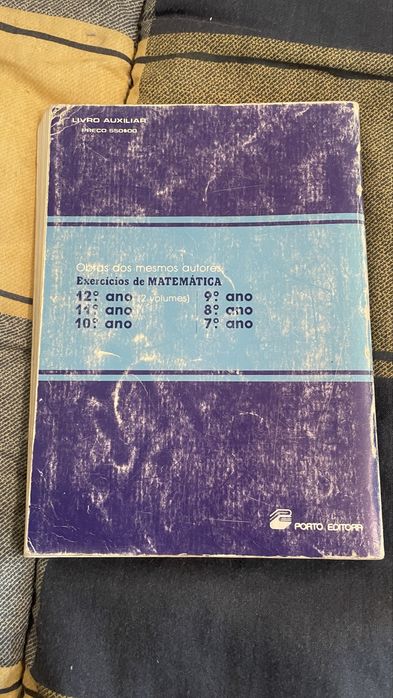 LIVRO AUXILIAR
PREÇO 550$00
Obras dos mesmos autores:
Exercícios de MATEMÁTICA
12º ano (2 volumes) 9º ano
11º ano 8º ano
10º ano 7º ano
PORTO EDITORA